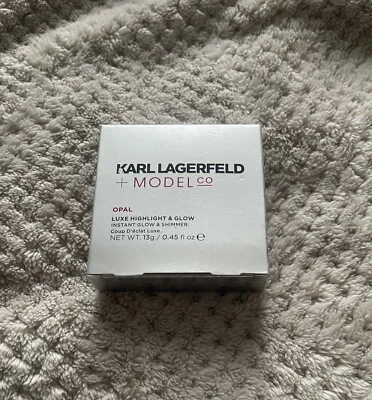 KARL LAGERFELD
+ MODEL CO
OPAL
LUXE HIGHLIGHT & GLOW
INSTANT GLOW & SHIMMER.
Coup D'éclat Luxe.
NET WT. 13g / 0.45 fl oz ℮